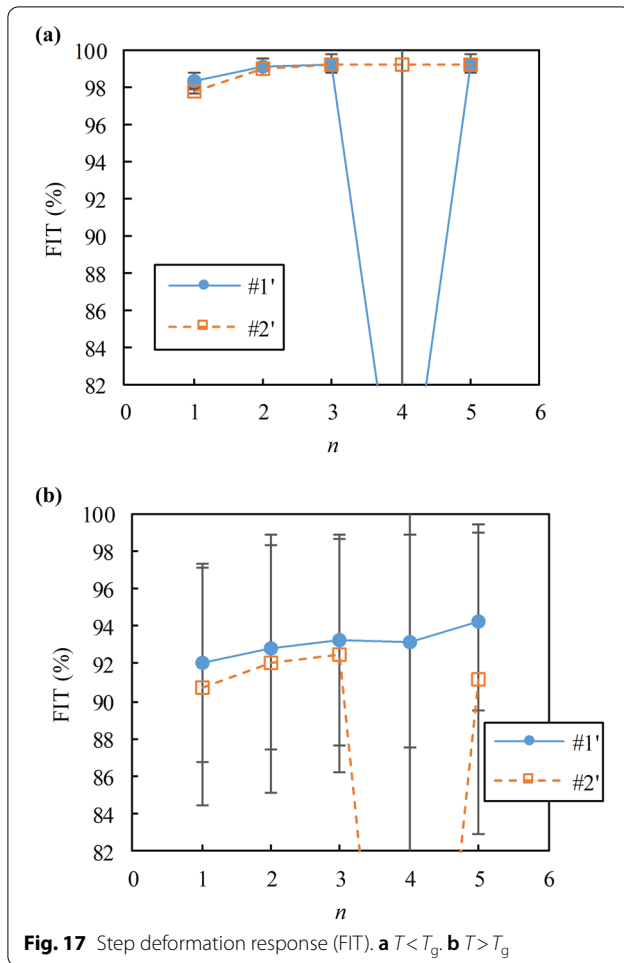 (a)
100
98
96
94
92
90
88
86
84
82
FIT (%)
#1'
#2'
0 1 2 3 4 5 6
n
(b)
100
98
96
94
92
90
88
86
84
82
FIT (%)
#1'
#2'
0 1 2 3 4 5 6
n
Fig. 17 Step deformation response (FIT). a T < Tg. b T > Tg